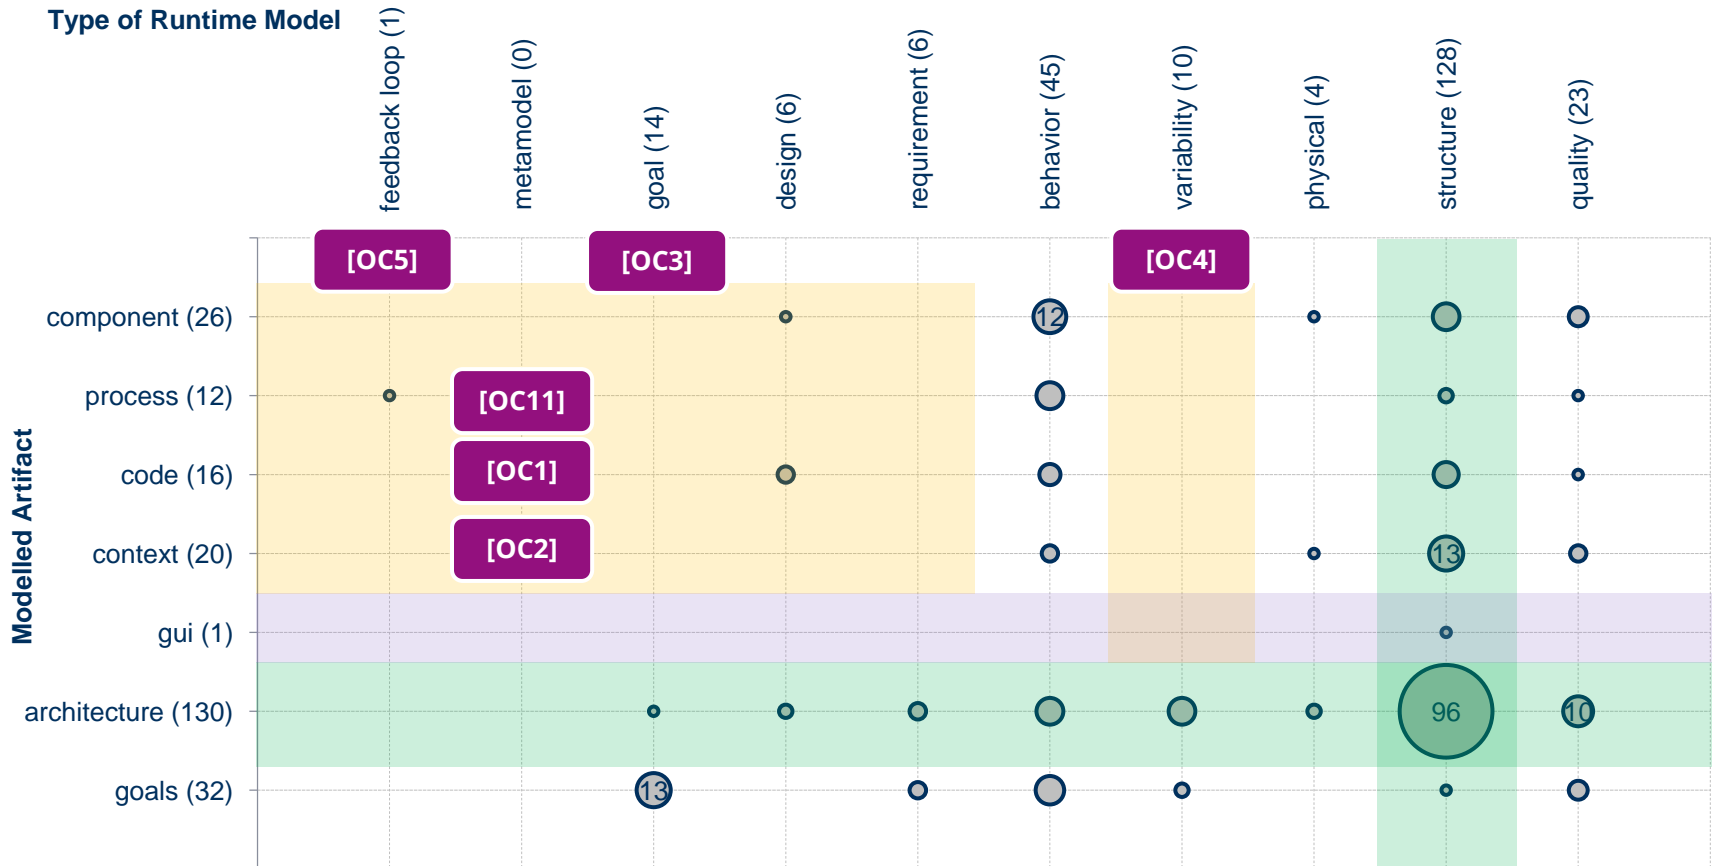 Type of Runtime Model
feedback loop (1)
metamodel (0)
goal (14)
design (6)
requirement (6)
behavior (45)
variability (10)
physical (4)
structure (128)
quality (23)
[OC5]
[OC3]
[OC4]
Modelled Artifact
component (26)
12
process (12)
[OC11]
code (16)
[OC1]
context (20)
[OC2]
13
gui (1)
architecture (130)
96
10
goals (32)
13